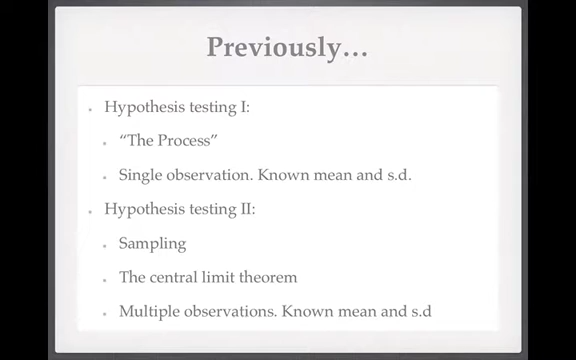 Previously…
Hypothesis testing I:
“The Process”
Single observation. Known mean and s.d.
Hypothesis testing II:
Sampling
The central limit theorem
Multiple observations. Known mean and s.d